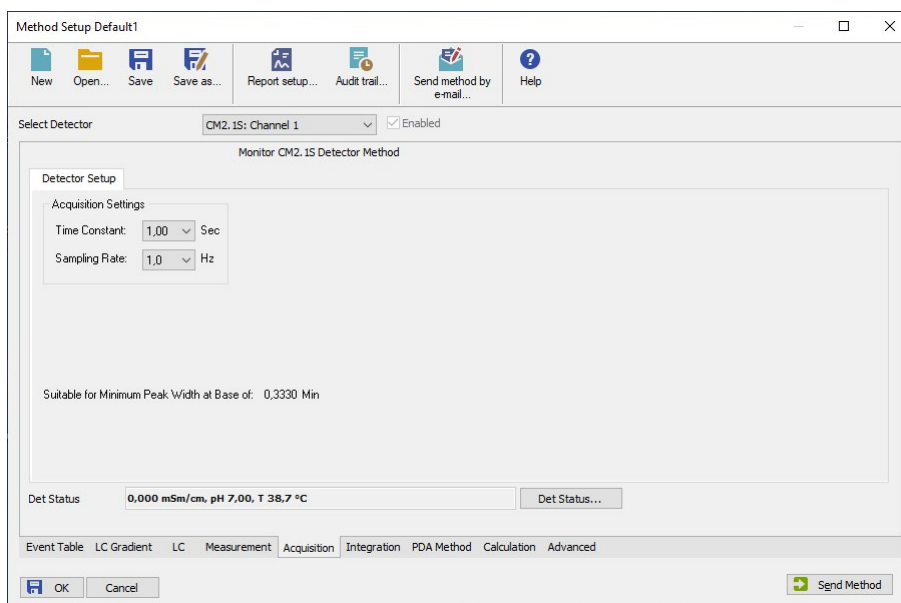 Method Setup Default1
New Open... Save Save as... Report setup... Audit trail... Send method by e-mail... Help
Select Detector CM2.1S: Channel 1 Enabled
Monitor CM2.1S Detector Method
Detector Setup
Acquisition Settings
Time Constant: 1,00 Sec
Sampling Rate: 1,0 Hz
Suitable for Minimum Peak Width at Base of: 0,3330 Min
Det Status 0,000 mSm/cm, pH 7,00, T 38,7 °C Det Status...
Event Table LC Gradient LC Measurement Acquisition Integration PDA Method Calculation Advanced
OK Cancel Send Method